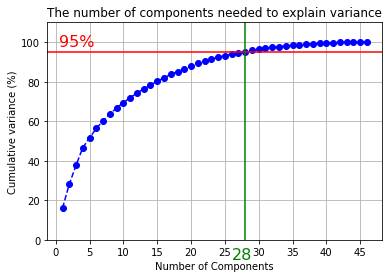 The number of components needed to explain variance
95%
100
80
60
40
20
0
Cumulative variance (%)
0 5 10 15 20 25 30 35 40 45
28
Number of Components